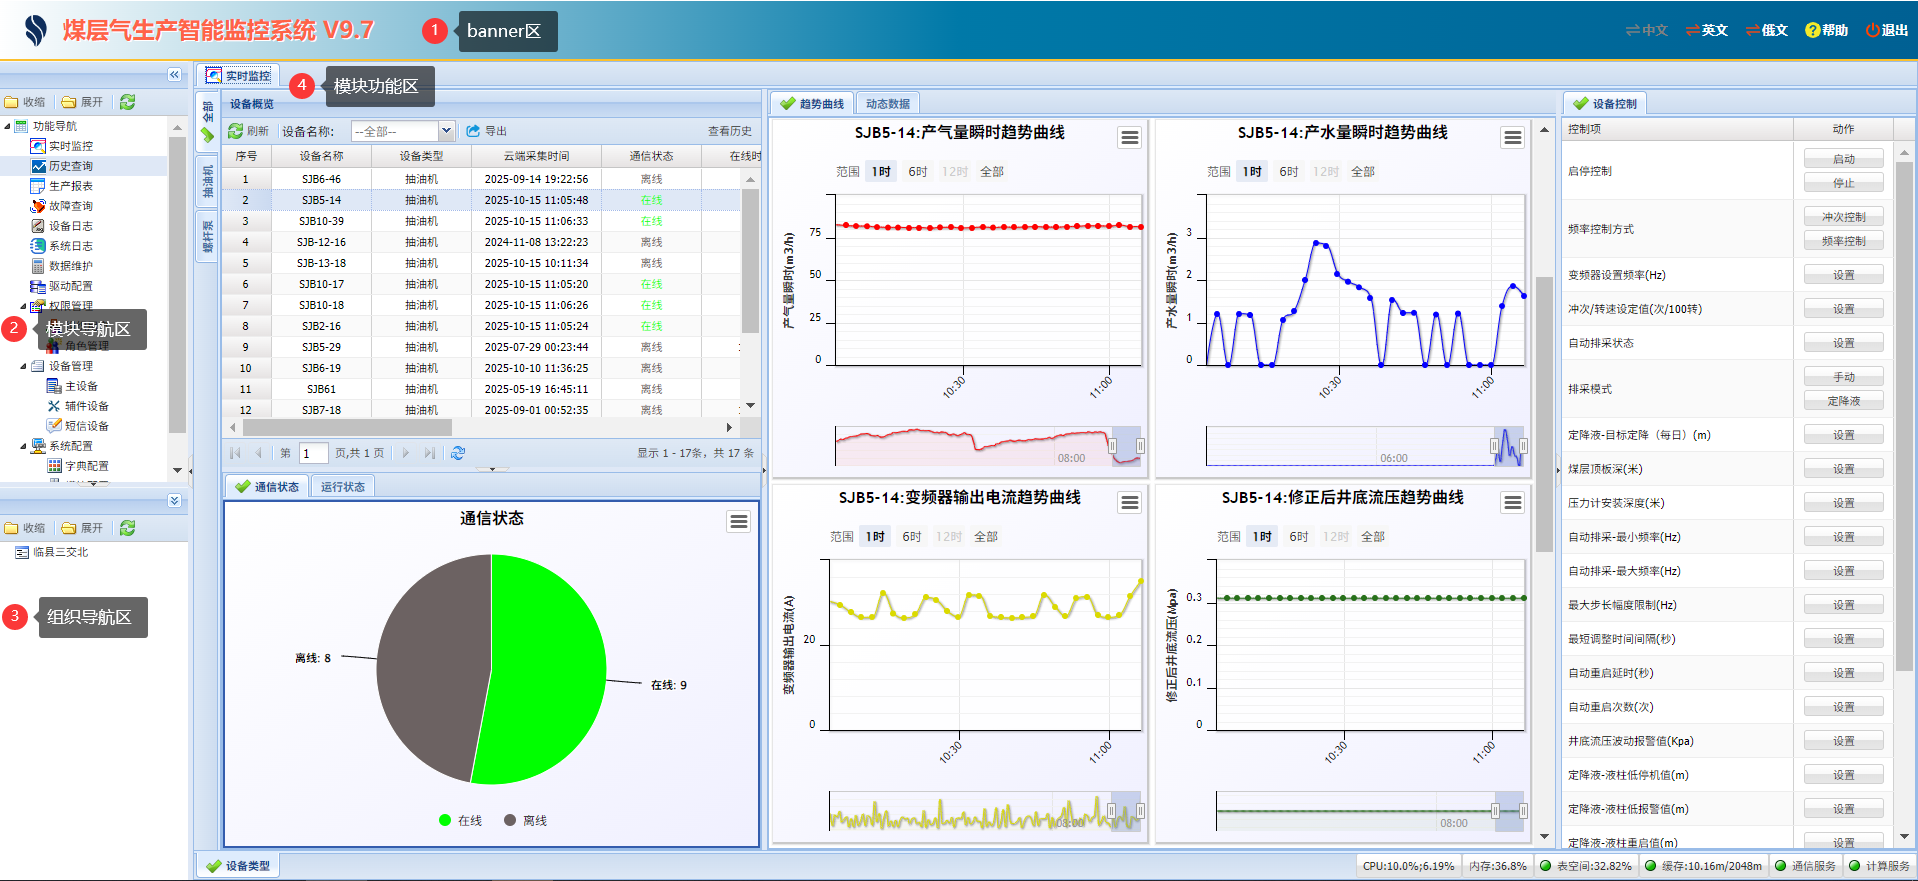 煤层气生产智能监控系统 V9.7
1
banner区
中文
英文
俄文
帮助
退出
收缩
展开
功能导航
实时监控
历史查询
生产报表
故障查询
设备日志
系统日志
数据维护
驱动配置
权限管理
2
模块导航区
角色管理
设备管理
主设备
辅件设备
短信设备
系统配置
字典配置
收缩
展开
临县三交北
3
组织导航区
实时监控
4
模块功能区
全部
抽油机
螺杆泵
设备概览
刷新
设备名称:
--全部--
导出
查看历史
序号 设备名称 设备类型 云端采集时间 通信状态 在线时
1 SJB6-46 抽油机 2025-09-14 19:22:56 离线
2 SJB5-14 抽油机 2025-10-15 11:05:48 在线
3 SJB10-39 抽油机 2025-10-15 11:06:33 在线
4 SJB-12-16 抽油机 2024-11-08 13:22:23 离线
5 SJB-13-18 抽油机 2025-10-15 10:11:34 离线
6 SJB10-17 抽油机 2025-10-15 11:05:20 在线
7 SJB10-18 抽油机 2025-10-15 11:06:26 在线
8 SJB2-16 抽油机 2025-10-15 11:05:24 在线
9 SJB5-29 抽油机 2025-07-29 00:23:44 离线
10 SJB6-19 抽油机 2025-10-10 11:36:25 离线
11 SJB61 抽油机 2025-05-19 16:45:11 离线
12 SJB7-18 抽油机 2025-09-01 00:52:35 离线
第 1 页,共 1 页
显示 1 - 17条，共 17 条
通信状态
运行状态
通信状态
离线: 8
在线: 9
在线
离线
设备类型
趋势曲线
动态数据
SJB5-14:产气量瞬时趋势曲线
范围 1时 6时 12时 全部
产气量瞬时(m3/h)
75
50
25
0
10:30
11:00
08:00
SJB5-14:产水量瞬时趋势曲线
范围 1时 6时 12时 全部
产水量瞬时(m3/h)
3
2
1
0
10:30
11:00
06:00
SJB5-14:变频器输出电流趋势曲线
范围 1时 6时 12时 全部
变频器输出电流(A)
20
0
10:30
11:00
08:00
SJB5-14:修正后井底流压趋势曲线
范围 1时 6时 12时 全部
修正后井底流压(Mpa)
0.3
0.2
0.1
0
10:30
11:00
08:00
设备控制
控制项 动作
启停控制 启动
停止
频率控制方式 冲次控制
频率控制
变频器设置频率(Hz) 设置
冲次/转速设定值(次/100转) 设置
自动排采状态 设置
排采模式 手动
定降液
定降液-目标定降（每日）(m) 设置
煤层顶板深(米) 设置
压力计安装深度(米) 设置
自动排采-最小频率(Hz) 设置
自动排采-最大频率(Hz) 设置
最大步长幅度限制(Hz) 设置
最短调整时间间隔(秒) 设置
自动重启延时(秒) 设置
自动重启次数(次) 设置
井底流压波动报警值(Kpa) 设置
定降液-液柱低停机值(m) 设置
定降液-液柱低报警值(m) 设置
定降液-液柱重启值(m) 设置
CPU:10.0%;6.19%
内存:36.8%
表空间:32.82%
缓存:10.16m/2048m
通信服务
计算服务